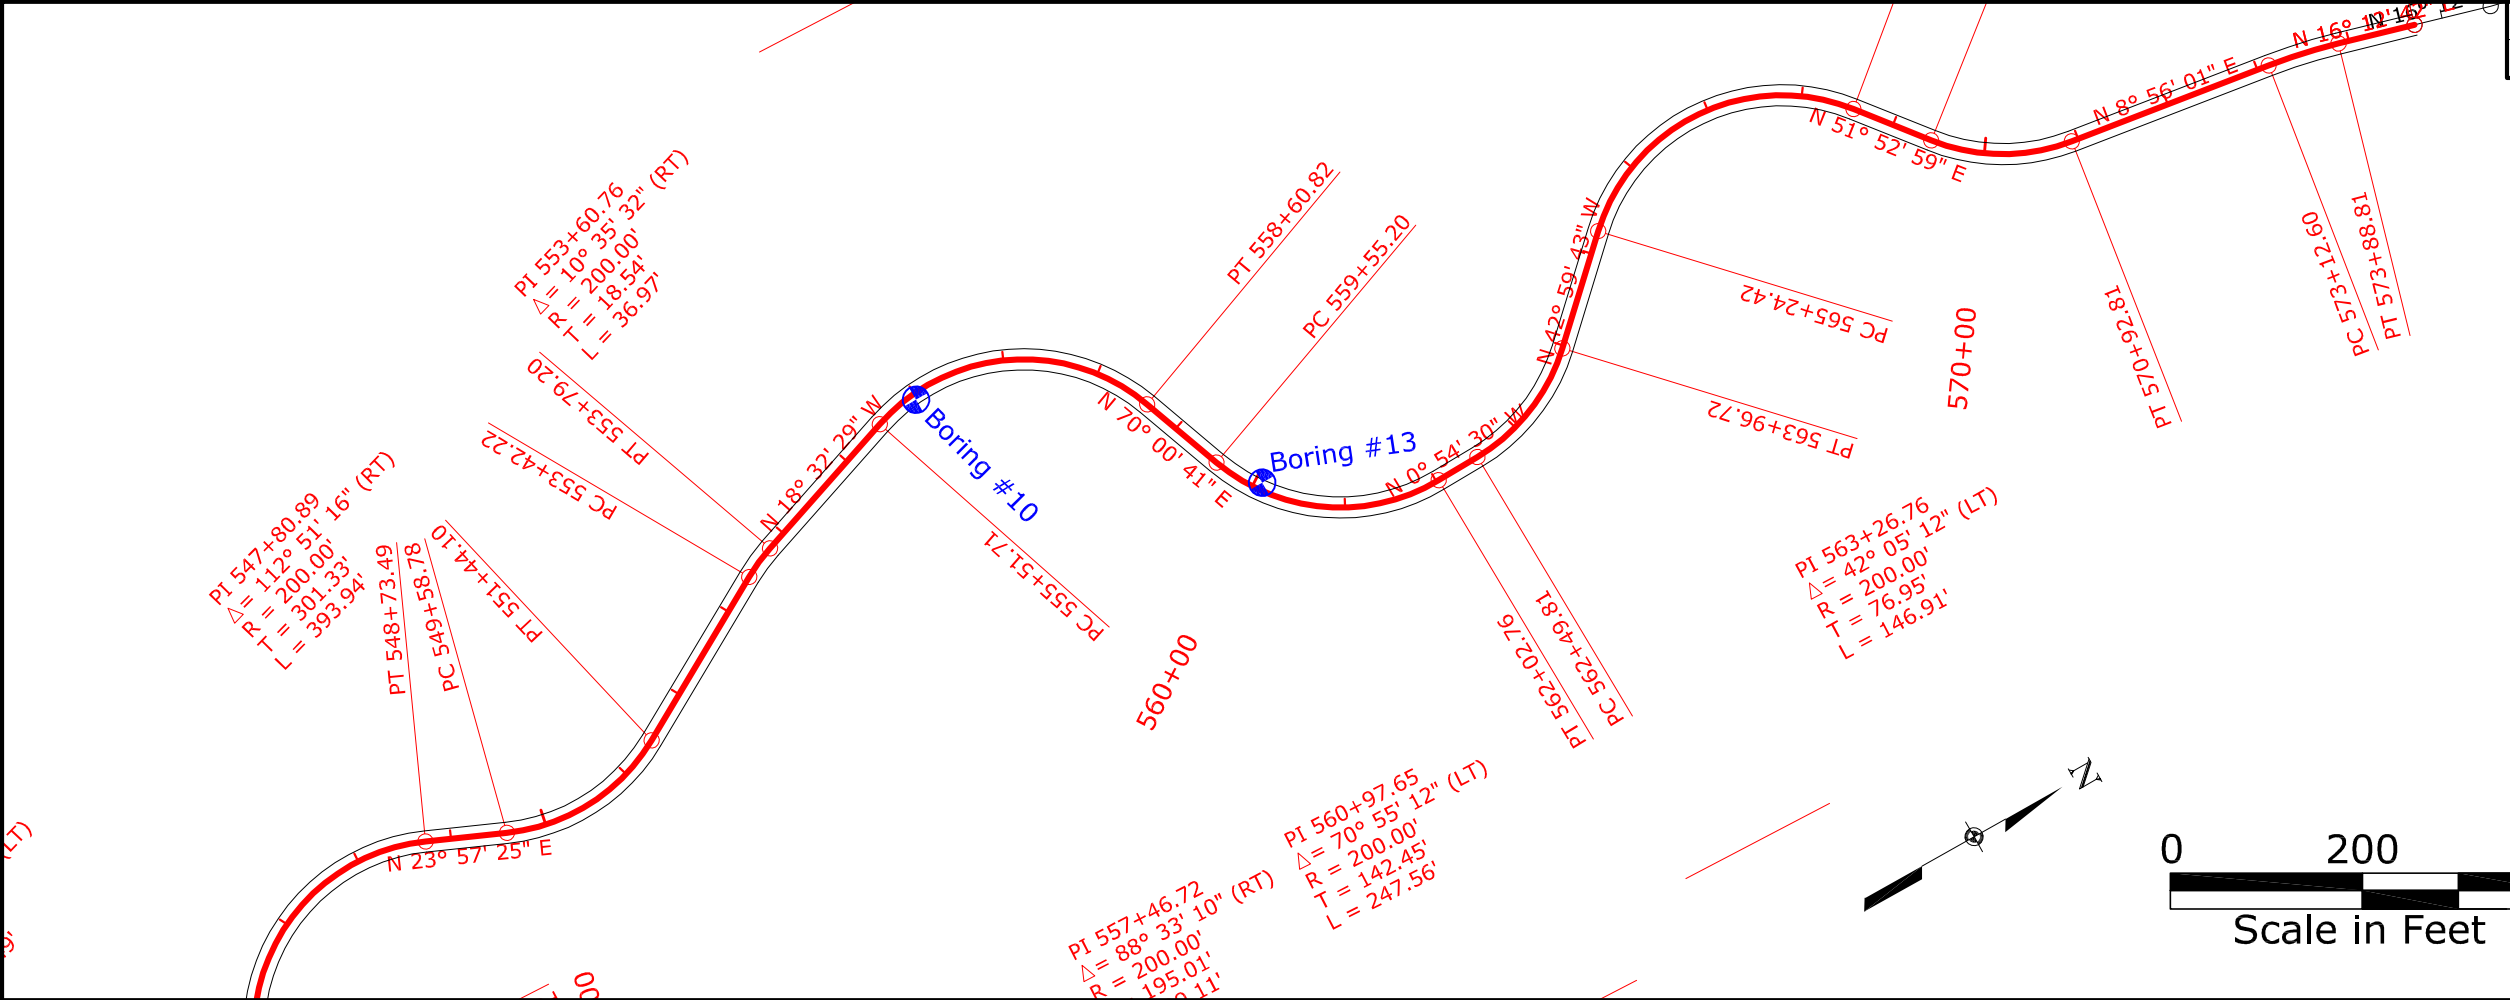 PI 553+60.76
△= 10° 35' 32" (RT)
R = 200.00'
T = 18.54'
L = 36.97'
PT 553+79.20
PC 553+42.22
PI 547+80.89
△= 112° 51' 16" (RT)
R = 200.00'
T = 301.33'
L = 393.94'
PT 548+73.49
PC 549+58.78
PT 551+44.10
N 23° 57' 25" E
N 18° 32' 29" W
Boring #10
PC 555+51.71
PT 558+60.82
PC 559+55.20
N 70° 00' 41" E
Boring #13
560+00
N 0° 54' 30" W
PT 562+02.76
PC 562+49.81
N 42° 59' 43" W
PC 565+24.42
PT 563+96.72
570+00
N 51° 52' 59" E
N 8° 56' 01" E
PT 570+92.81
PC 573+12.60
PT 573+88.81
PI 563+26.76
△= 42° 05' 12" (LT)
R = 200.00'
T = 76.95'
L = 146.91'
PI 560+97.65
△= 70° 55' 12" (LT)
R = 200.00'
T = 142.45'
L = 247.56'
PI 557+46.72
△= 88° 33' 10" (RT)
R = 200.00'
195.01'
(LT)
N
0 200
Scale in Feet